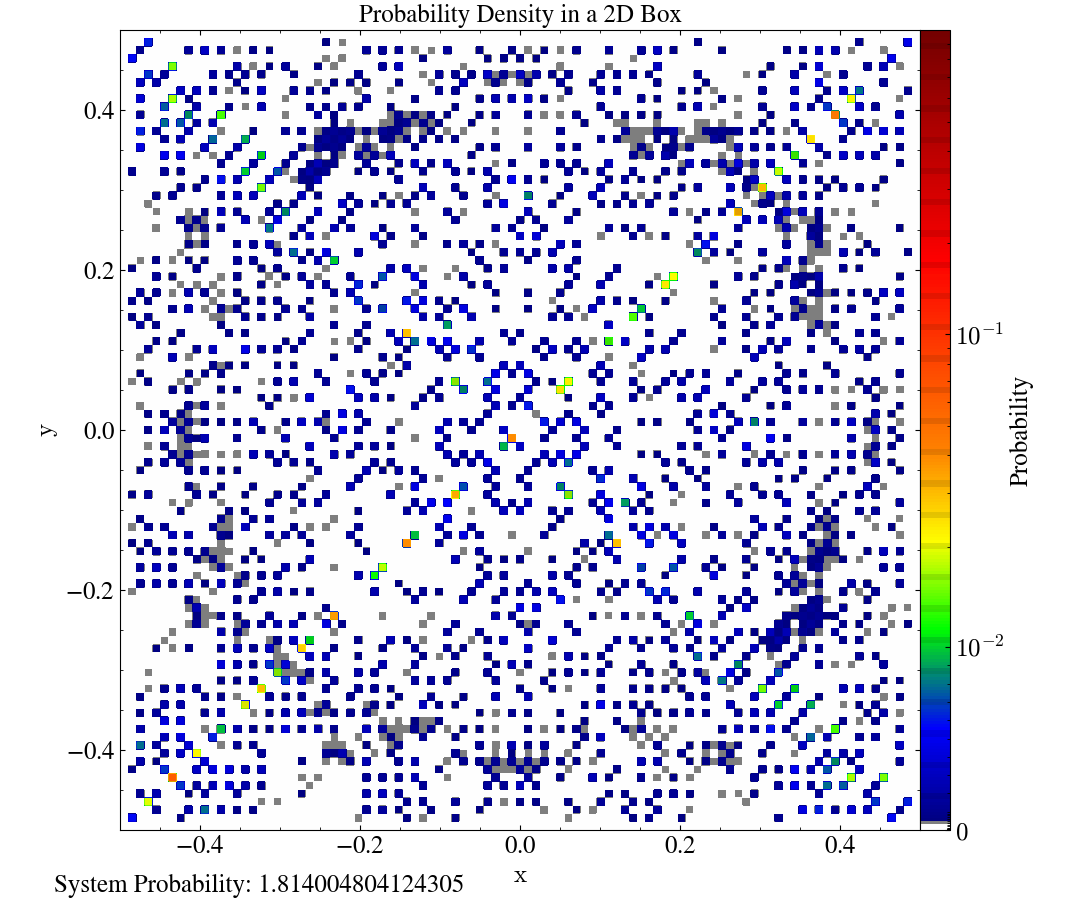 Probability Density in a 2D Box
0.4
0.2
0.0
−0.2
−0.4
y
−0.4 −0.2 0.0 0.2 0.4
x
10⁻¹
10⁻²
0
Probability
System Probability: 1.814004804124305